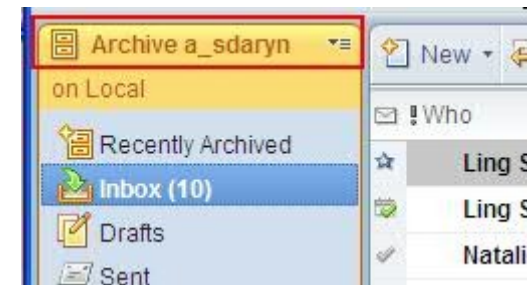 Archive a_sdaryn
on Local
Recently Archived
Inbox (10)
Drafts
Sent
New
!Who
Ling S
Ling S
Natali